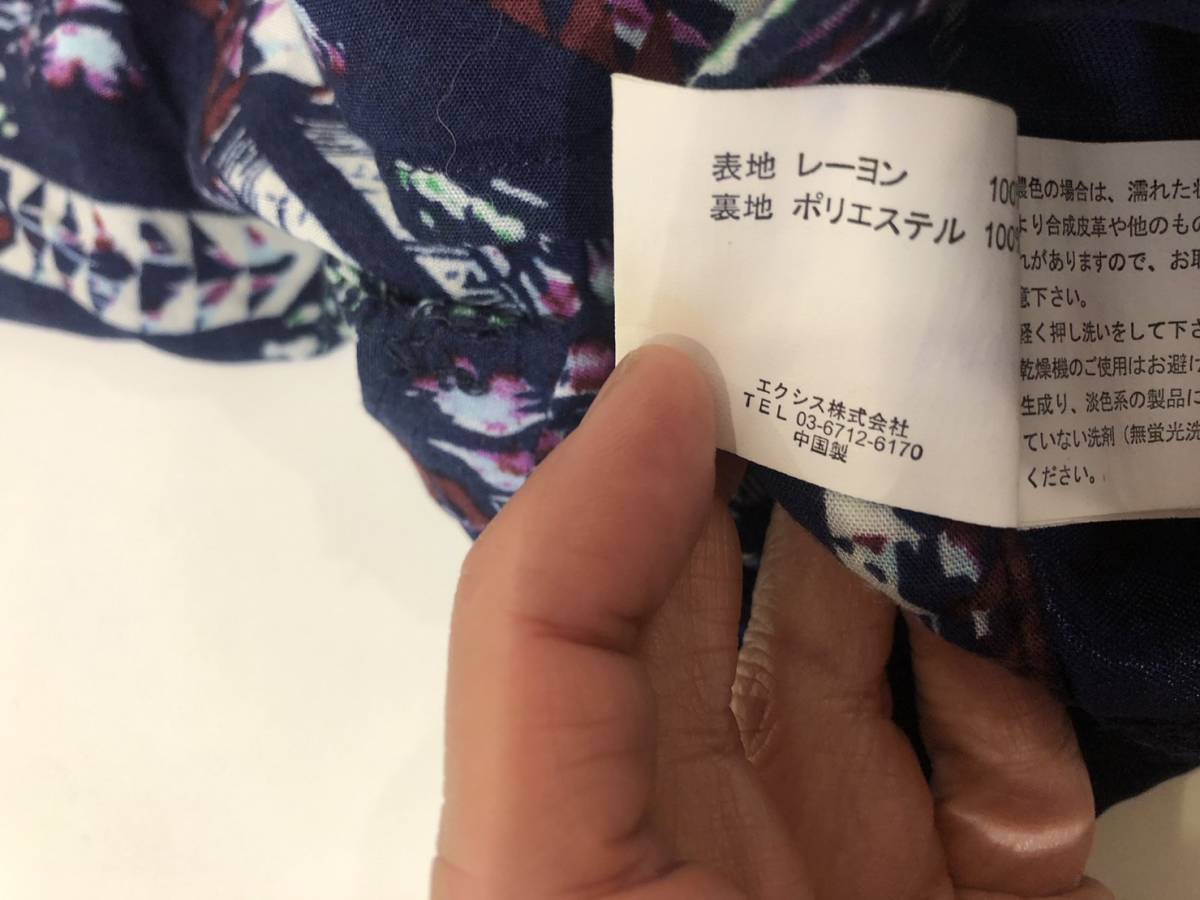 表地 レーヨン 100
裏地 ポリエステル 100%
エクシス株式会社
TEL 03-6712-6170
中国製
濃色の場合は、濡れた
より合成皮革や他のもの
れがありますので、お取
意下さい。
軽く押し洗いをして下さ
乾燥機のご使用はお避け
生成り、淡色系の製品に
ていない洗剤（無蛍光洗
ください。